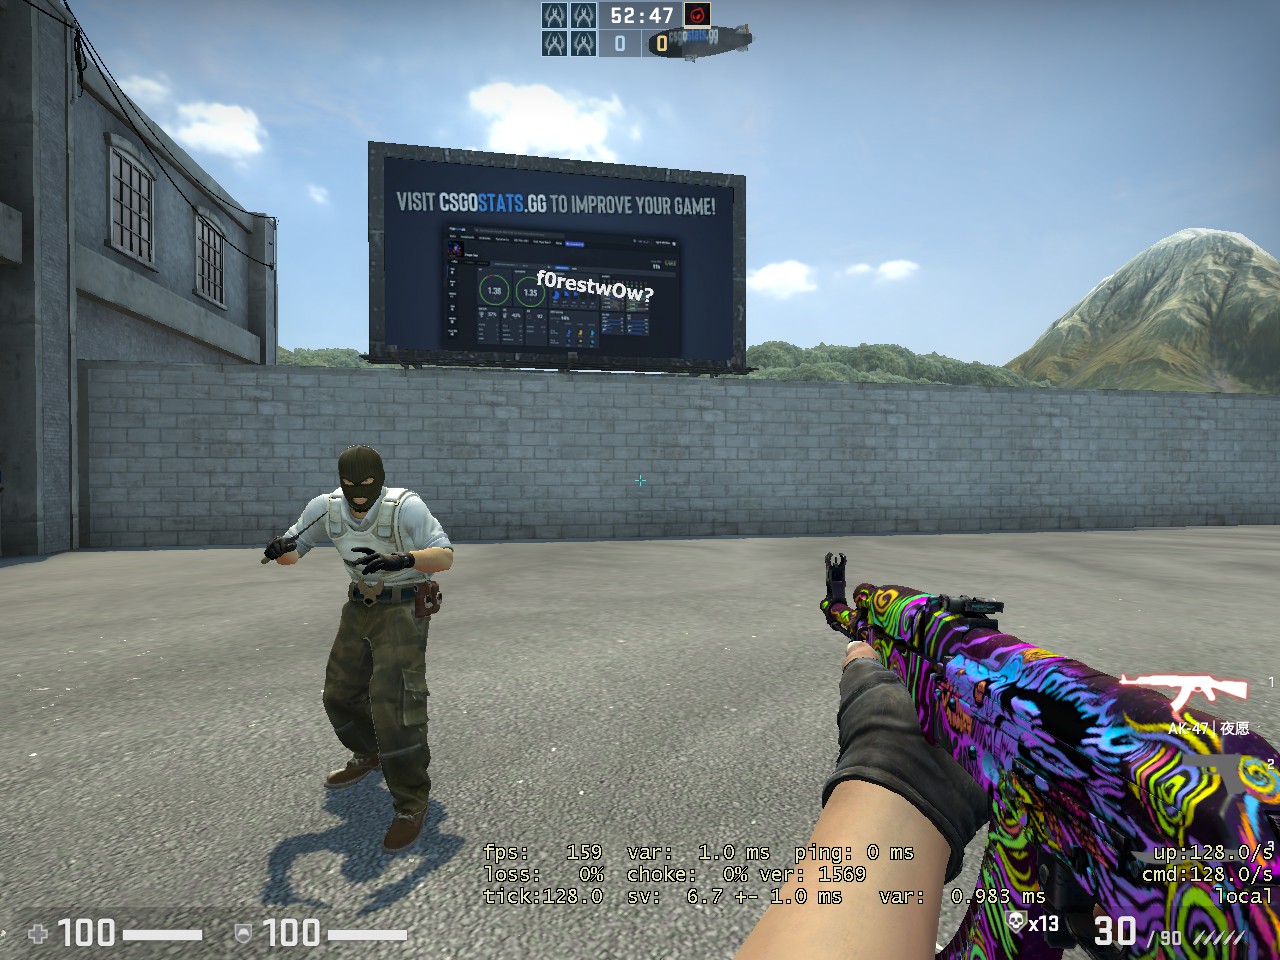 52:47
0
0
csgostats.gg
VISIT CSGOSTATS.GG TO IMPROVE YOUR GAME!
1.38
1.35
f0restwOw?
1
AK-47 | 夜愿
2
3
fps: 159 var: 1.0 ms ping: 0 ms
loss: 0% choke: 0% ver: 1569
tick:128.0 sv: 6.7 +- 1.0 ms var: 0.983 ms
up:128.0/s
cmd:128.0/s
local
100
100
x13
30 / 90